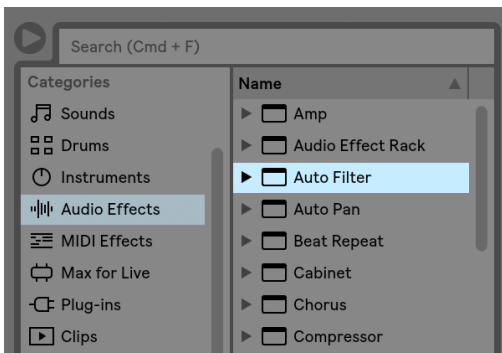 Search (Cmd + F)
Categories
Sounds
Drums
Instruments
Audio Effects
MIDI Effects
Max for Live
Plug-ins
Clips
Name
Amp
Audio Effect Rack
Auto Filter
Auto Pan
Beat Repeat
Cabinet
Chorus
Compressor